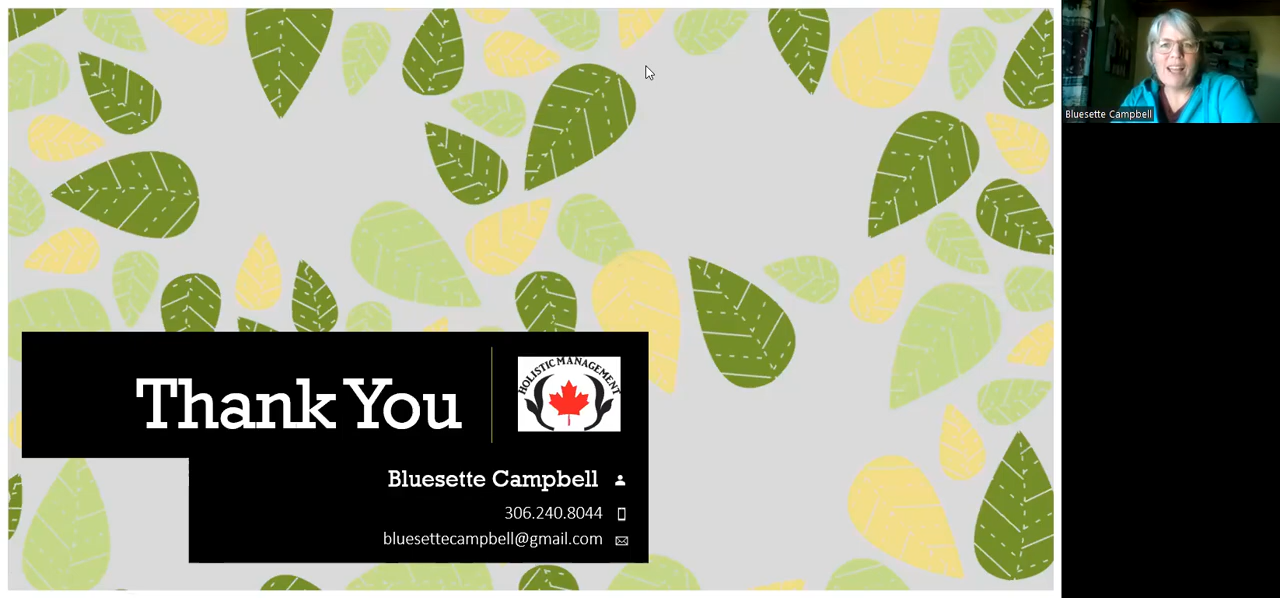 Bluesette Campbell
HOLISTIC MANAGEMENT
Thank You
Bluesette Campbell
306.240.8044
bluesettecampbell@gmail.com